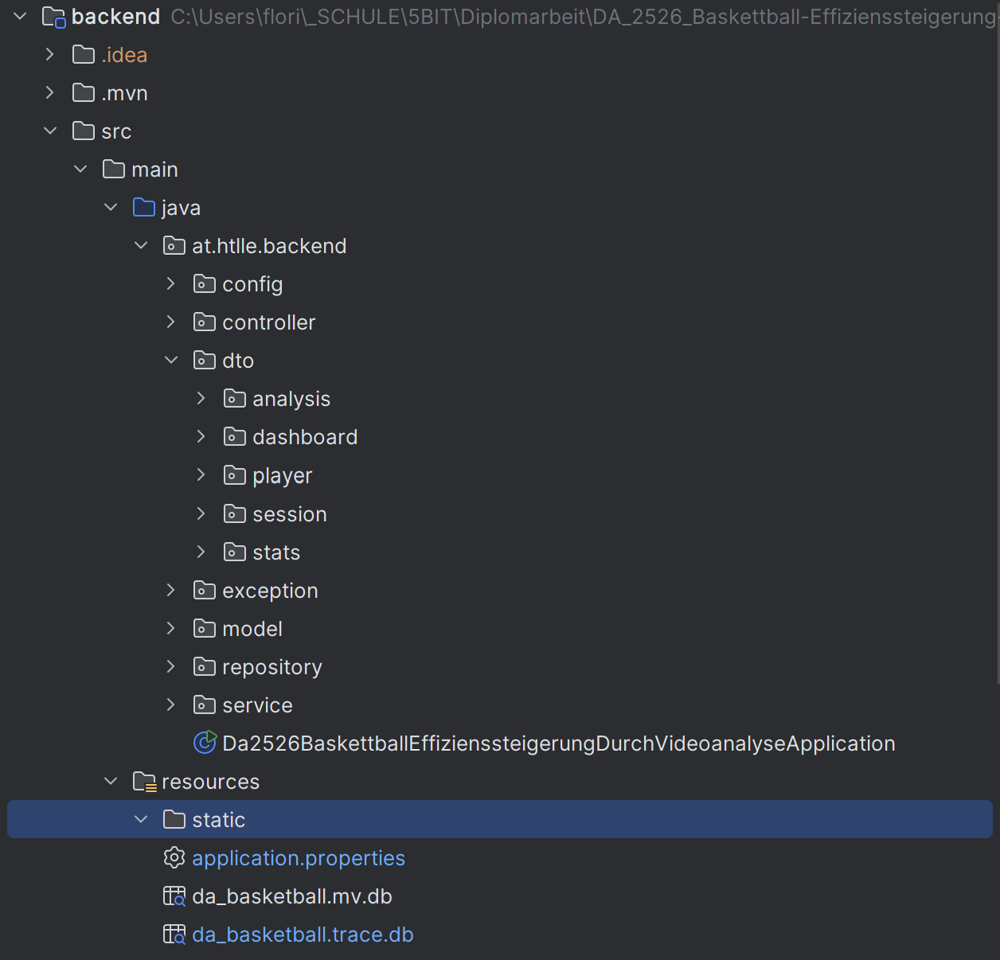 backend C:\Users\flori\_SCHULE\5BIT\Diplomarbeit\DA_2526_Baskettball-Effizienssteigerung-
.idea
.mvn
src
main
java
at.htlle.backend
config
controller
dto
analysis
dashboard
player
session
stats
exception
model
repository
service
Da2526BaskettballEffizienssteigerungDurchVideoanalyseApplication
resources
static
application.properties
da_basketball.mv.db
da_basketball.trace.db